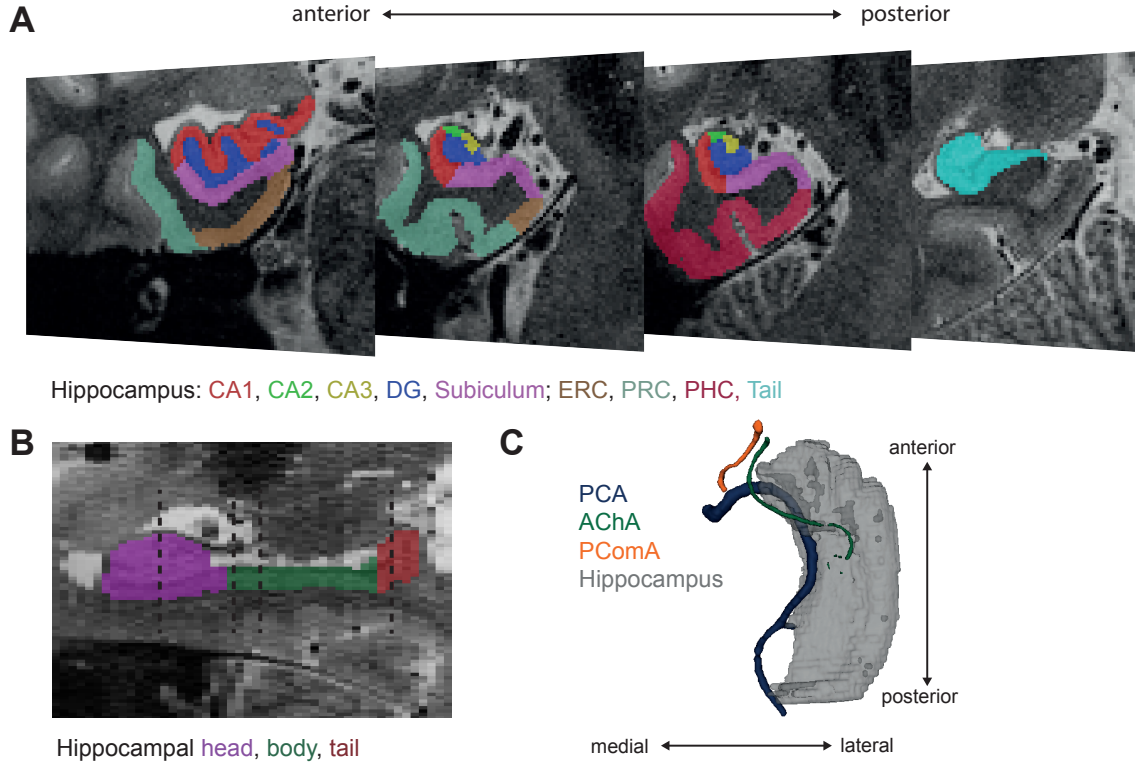 A
anterior posterior
Hippocampus: CA1, CA2, CA3, DG, Subiculum; ERC, PRC, PHC, Tail
B
Hippocampal head, body, tail
C
PCA
AChA
PComA
Hippocampus
anterior
posterior
medial lateral